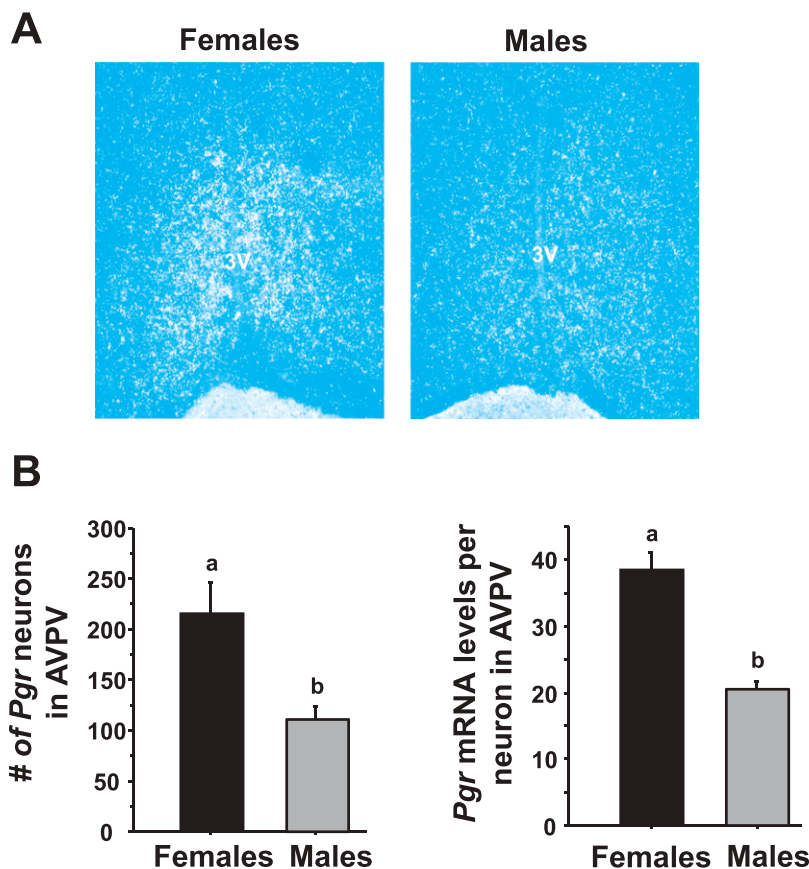 A
Females
Males
3V
3V
B
# of Pgr neurons
in AVPV
300
250
200
150
100
50
0
a
b
Females
Males
Pgr mRNA levels per
neuron in AVPV
40
30
20
10
0
a
b
Females
Males